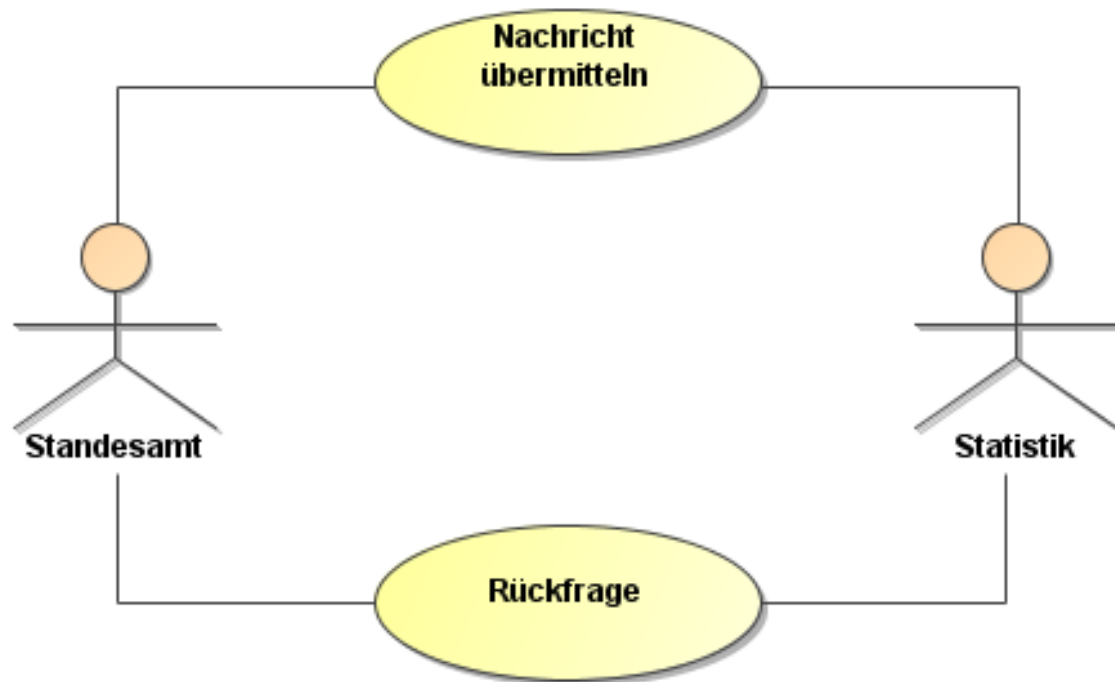 Nachricht
übermitteln
Standesamt
Statistik
Rückfrage